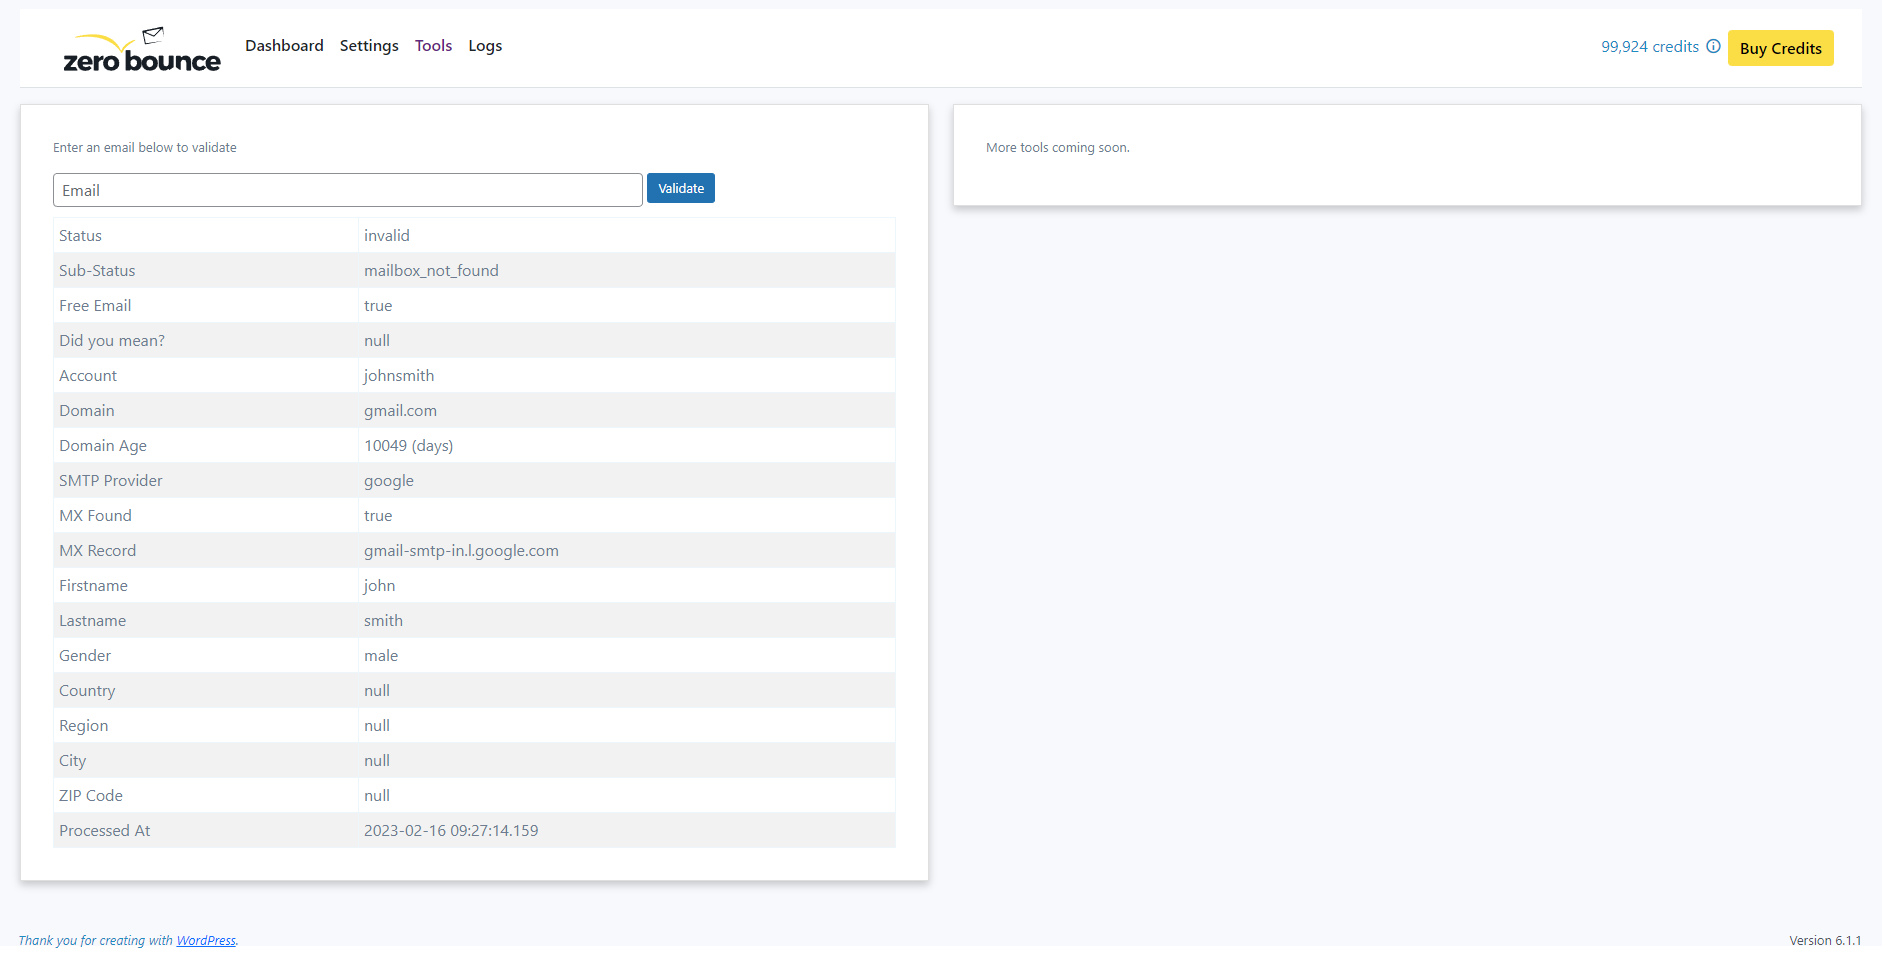 zero bounce
Dashboard Settings Tools Logs
99,924 credits Buy Credits
Enter an email below to validate
Email Validate
Status invalid
Sub-Status mailbox_not_found
Free Email true
Did you mean? null
Account johnsmith
Domain gmail.com
Domain Age 10049 (days)
SMTP Provider google
MX Found true
MX Record gmail-smtp-in.l.google.com
Firstname john
Lastname smith
Gender male
Country null
Region null
City null
ZIP Code null
Processed At 2023-02-16 09:27:14.159
More tools coming soon.
Thank you for creating with WordPress.
Version 6.1.1